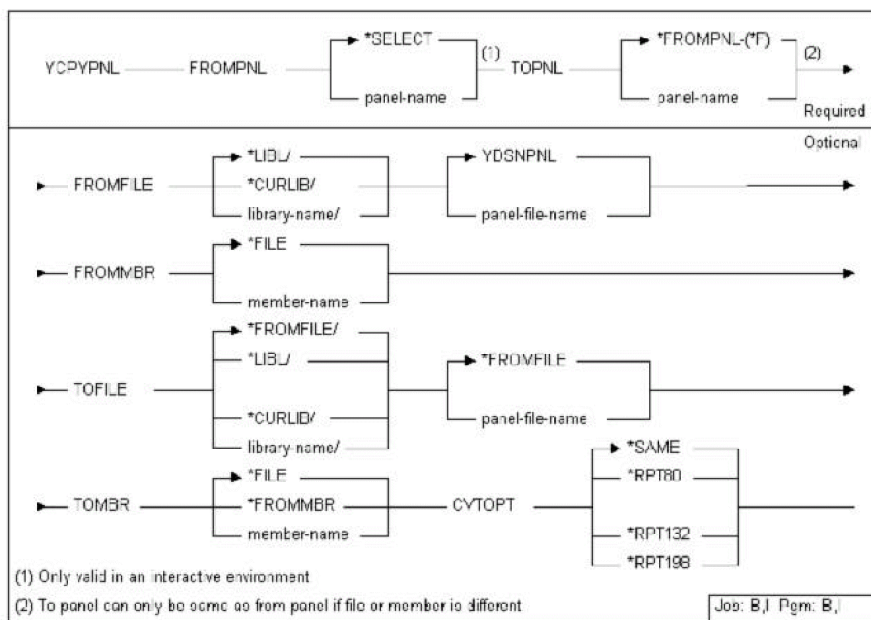 *SELECT
*FROMPNL-(*F)
(1)
(2)
YCPYPNL FROMPNL TOPNL
panel-name
panel-name
Required
Optional
*LIBL/
YDSNPNL
FROMFILE
*CURLIB/
library-name/
panel-file-name
*FILE
FROMMBR
member-name
*FROMFILE/
*LIBL/
*FROMFILE
TOFILE
*CURLIB/
panel-file-name
library-name/
*SAME
*FILE
*RPT80
TOMBR
*FROMMBR
CVTOPT
member-name
*RPT132
*RPT198
(1) Only valid in an interactive environment
(2) To panel can only be same as from panel if file or member is different
Job: B,I Pgm: B,I